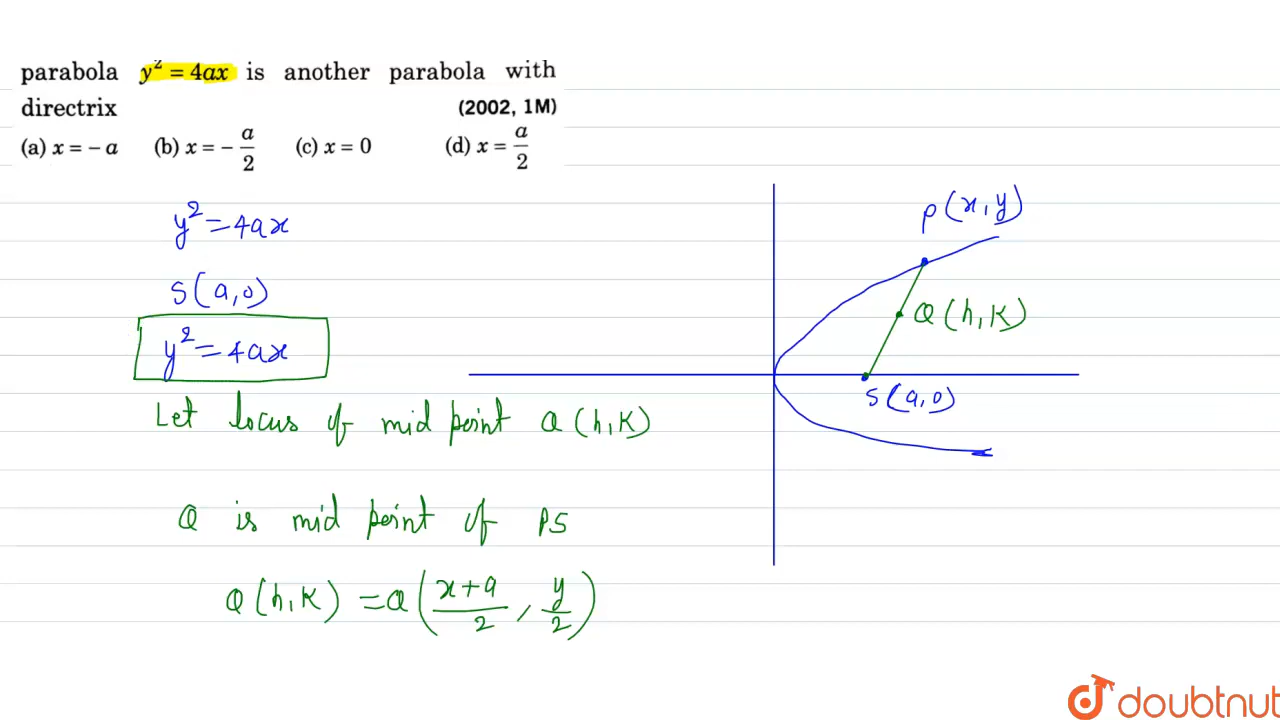 parabola y² = 4ax is another parabola with
directrix (2002, 1M)
(a) x = – a (b) x = – a/2 (c) x = 0 (d) x = a/2
y² = 4ax
S(a,0)
y² = 4ax
Let locus of mid point Q(h,K)
Q is mid point of PS
Q(h,K) = Q((x+a)/2, y/2)
P(x,y)
Q(h,K)
S(a,0)
doubtnut